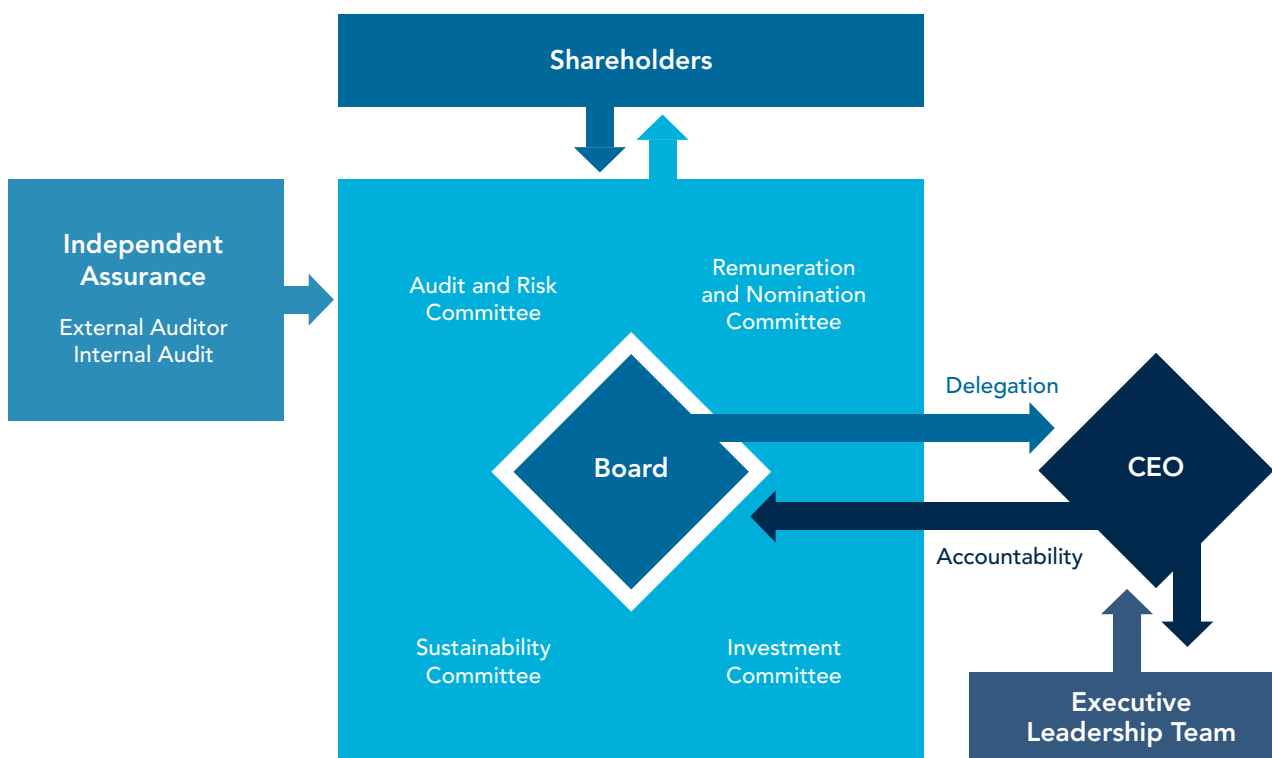 Shareholders
Independent
Assurance
External Auditor
Internal Audit
Audit and Risk
Committee
Remuneration
and Nomination
Committee
Delegation
Board
CEO
Accountability
Sustainability
Committee
Investment
Committee
Executive
Leadership Team